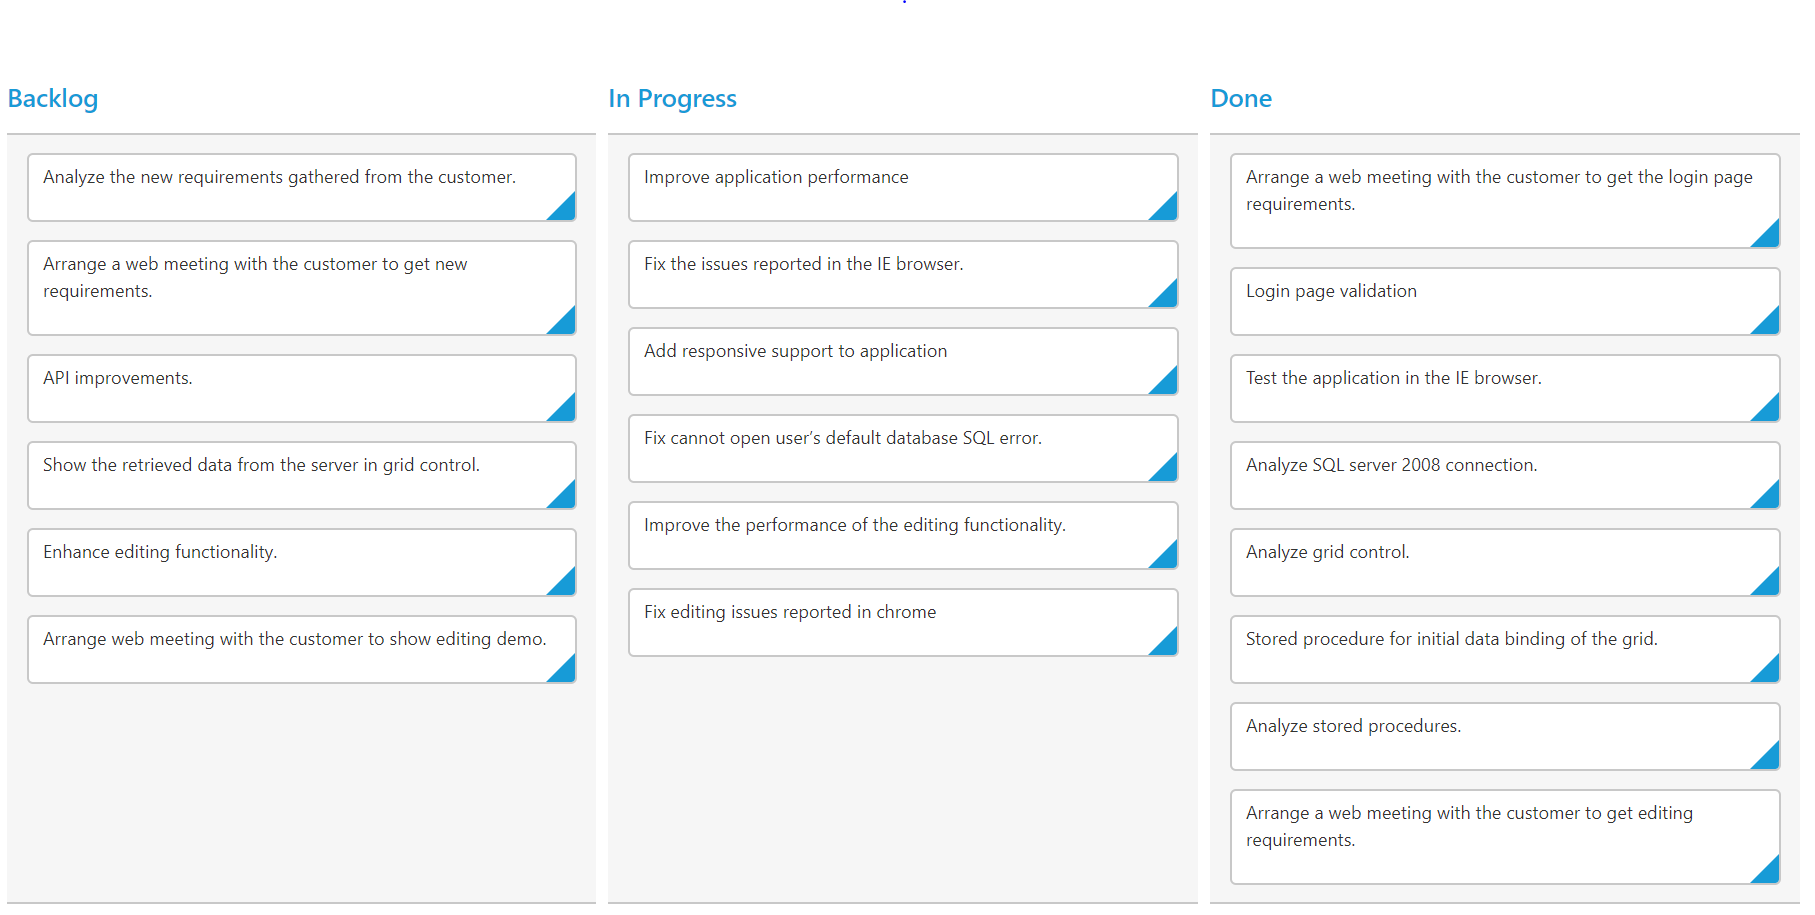 Backlog
Analyze the new requirements gathered from the customer.
Arrange a web meeting with the customer to get new
requirements.
API improvements.
Show the retrieved data from the server in grid control.
Enhance editing functionality.
Arrange web meeting with the customer to show editing demo.
In Progress
Improve application performance
Fix the issues reported in the IE browser.
Add responsive support to application
Fix cannot open user’s default database SQL error.
Improve the performance of the editing functionality.
Fix editing issues reported in chrome
Done
Arrange a web meeting with the customer to get the login page
requirements.
Login page validation
Test the application in the IE browser.
Analyze SQL server 2008 connection.
Analyze grid control.
Stored procedure for initial data binding of the grid.
Analyze stored procedures.
Arrange a web meeting with the customer to get editing
requirements.